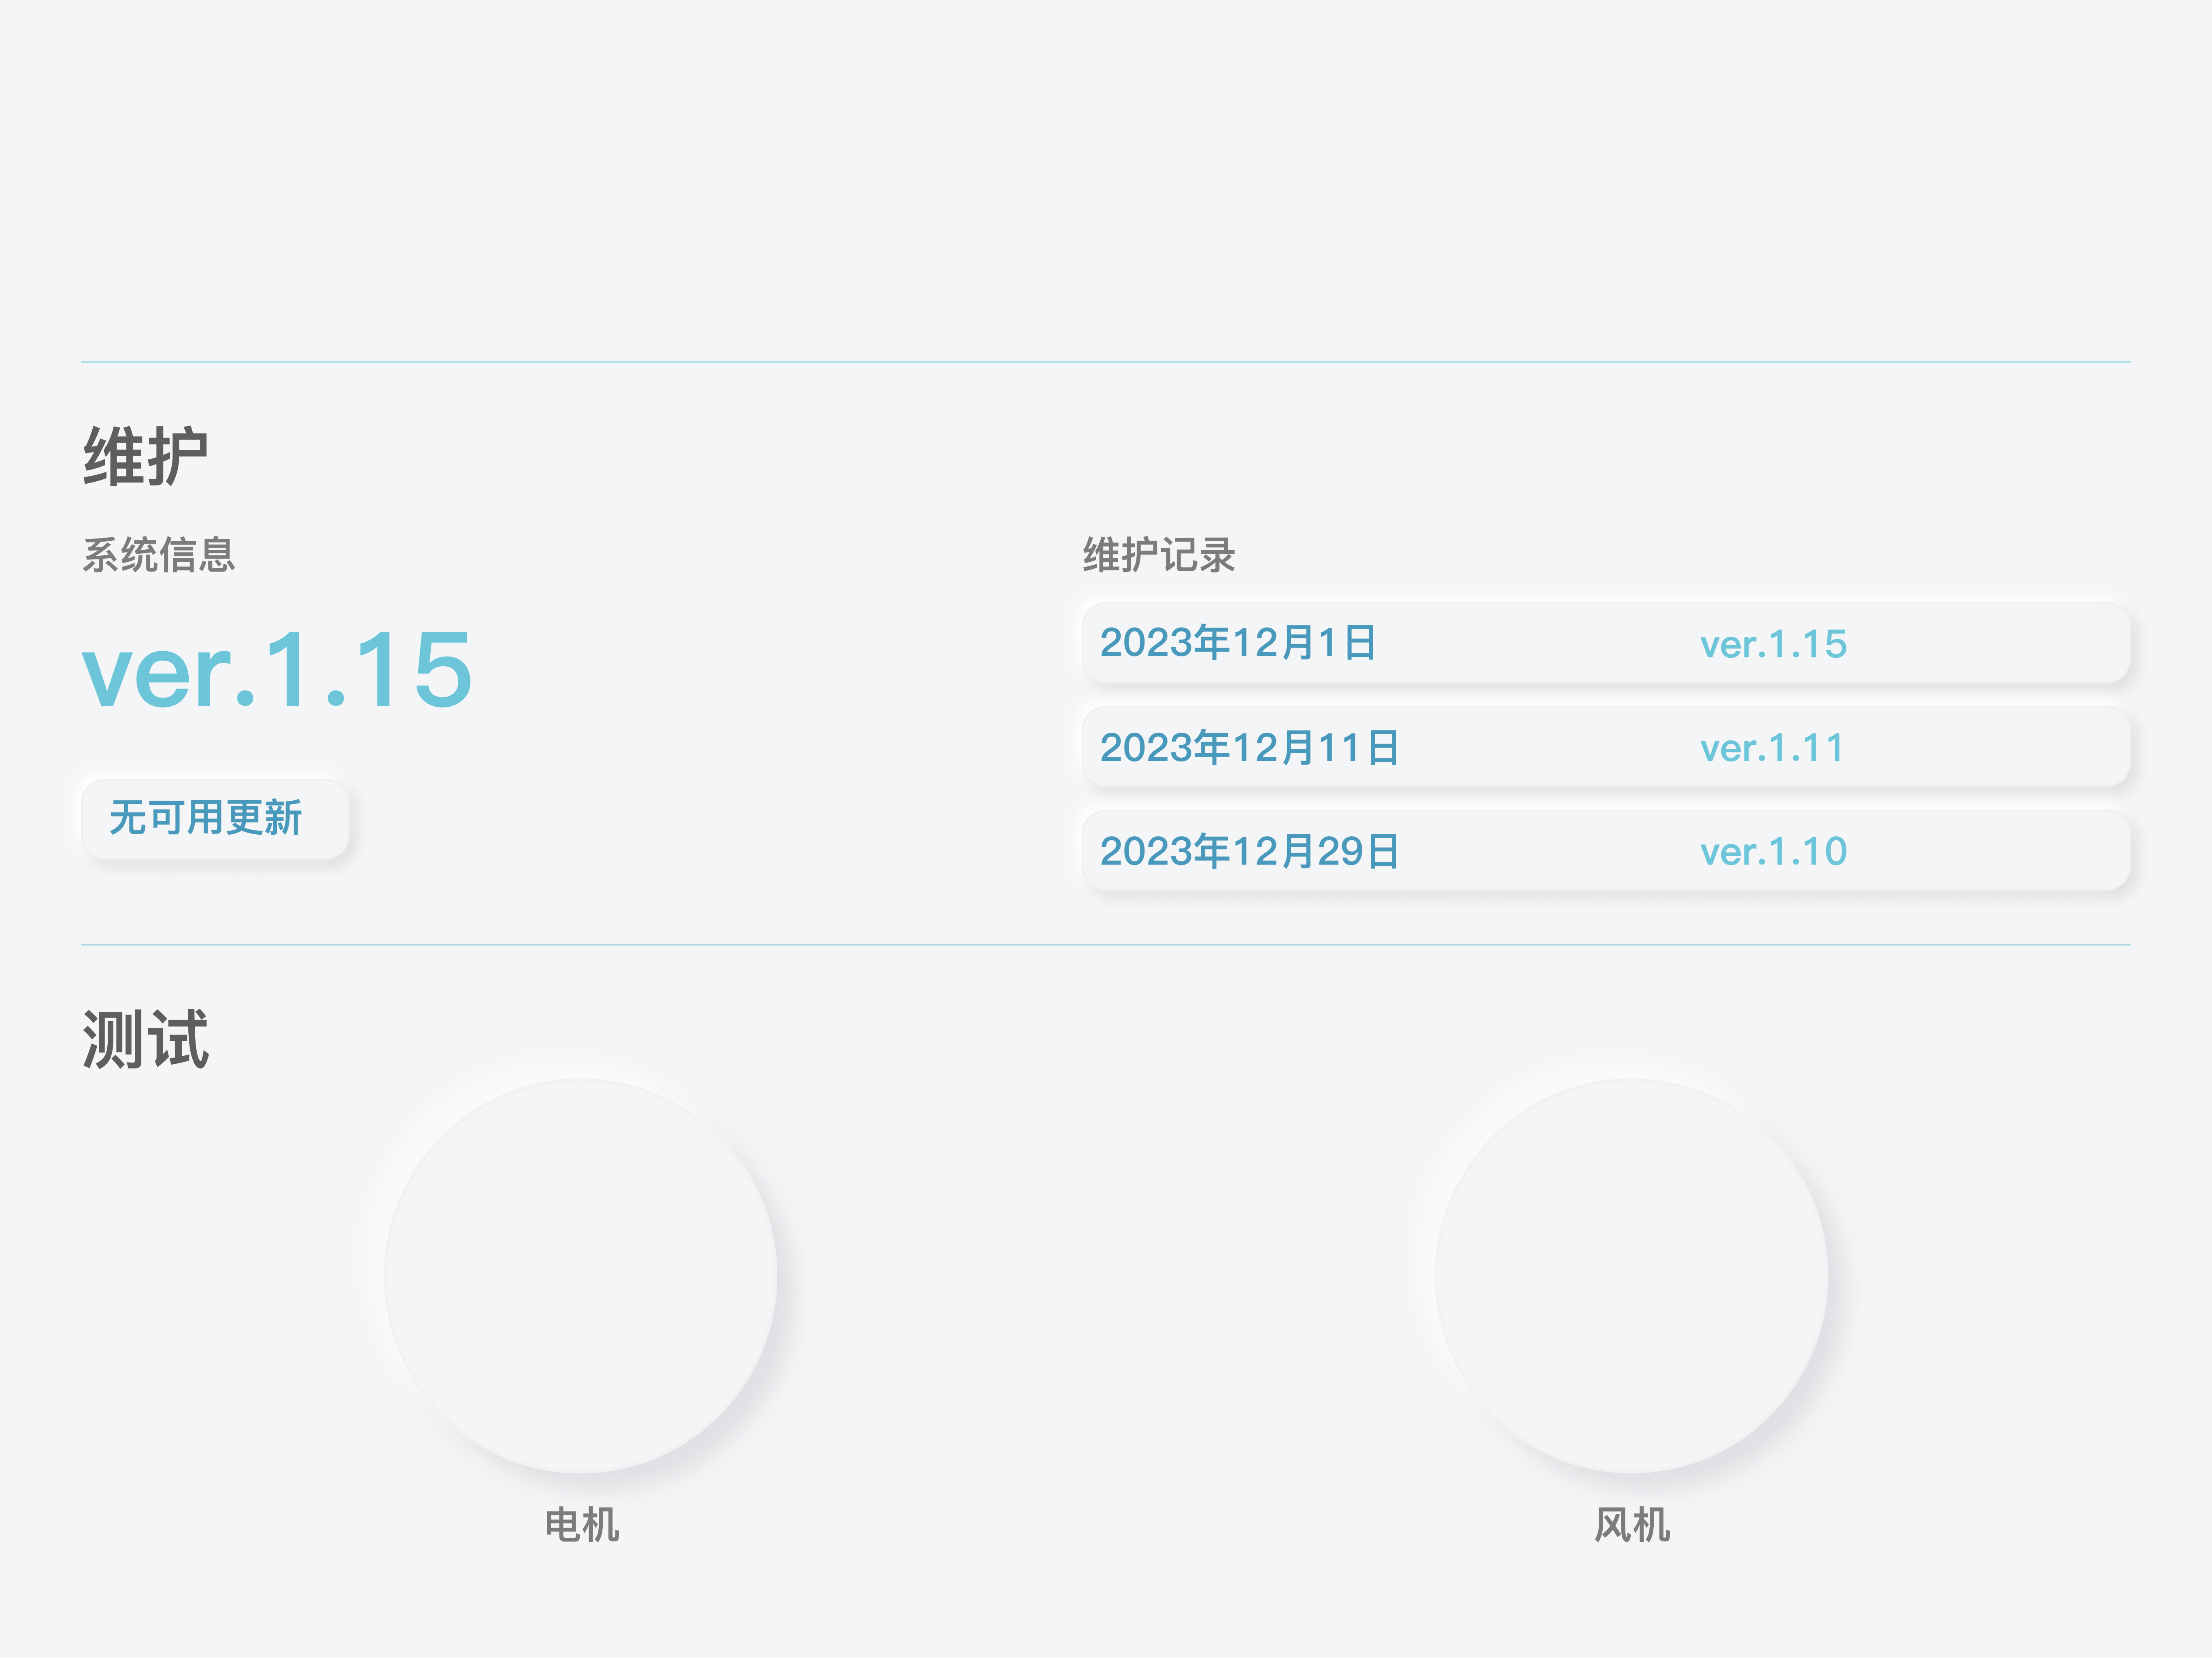 维护
系统信息
ver.1.15
无可用更新
维护记录
2023年12月1日 ver.1.15
2023年12月11日 ver.1.11
2023年12月29日 ver.1.10
测试
电机
风机